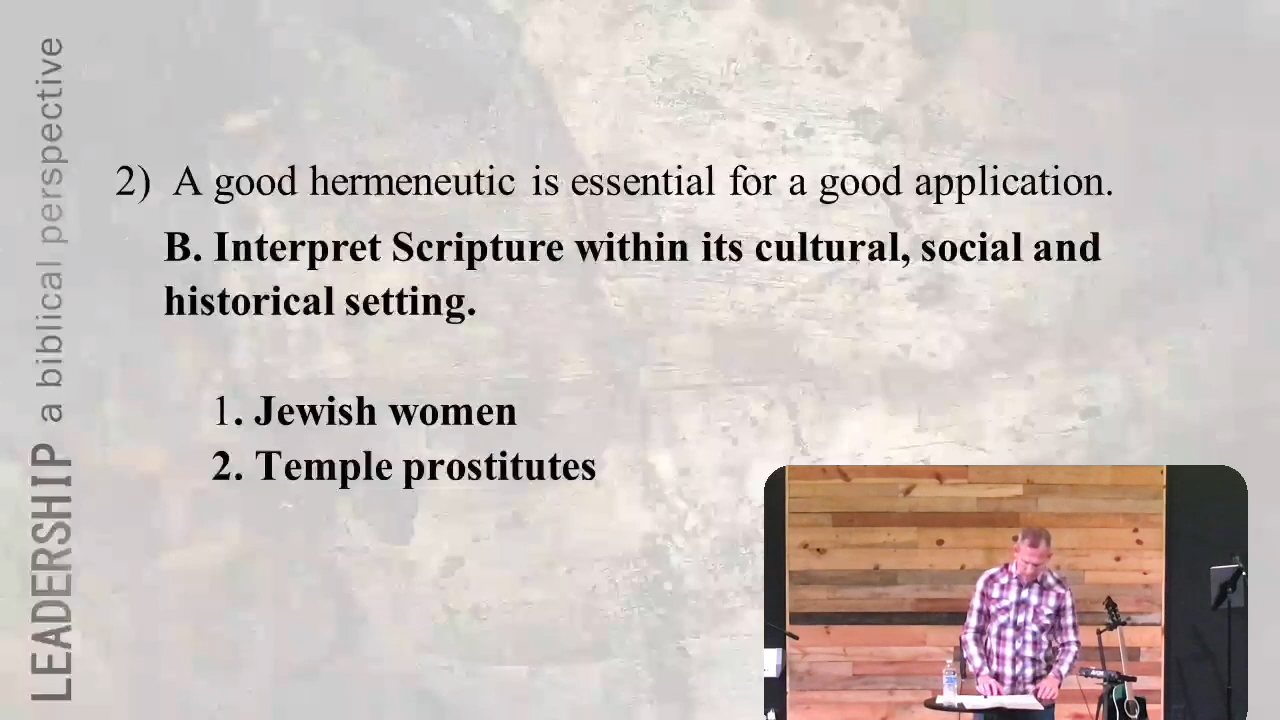 LEADERSHIP a biblical perspective
2) A good hermeneutic is essential for a good application.
B. Interpret Scripture within its cultural, social and
historical setting.
1. Jewish women
2. Temple prostitutes